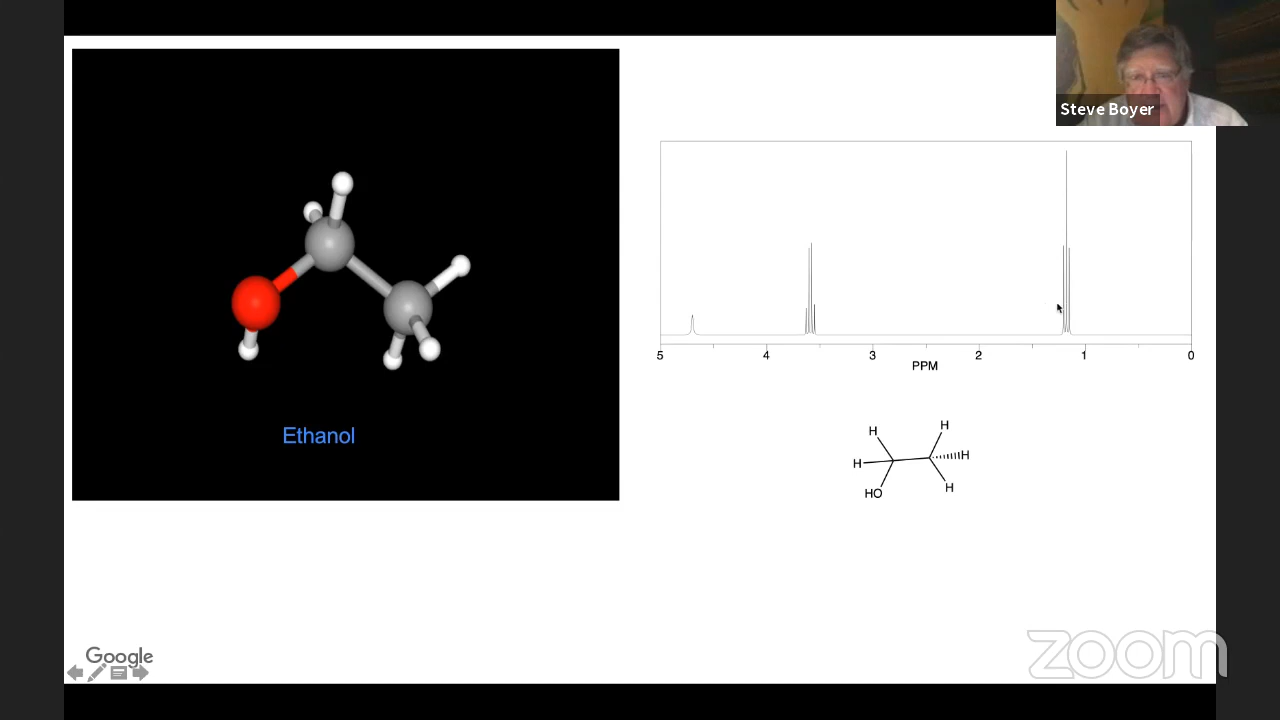 Steve Boyer
5 4 3 2 1 0
PPM
H H
H H
HO H
Ethanol
Google
zoom